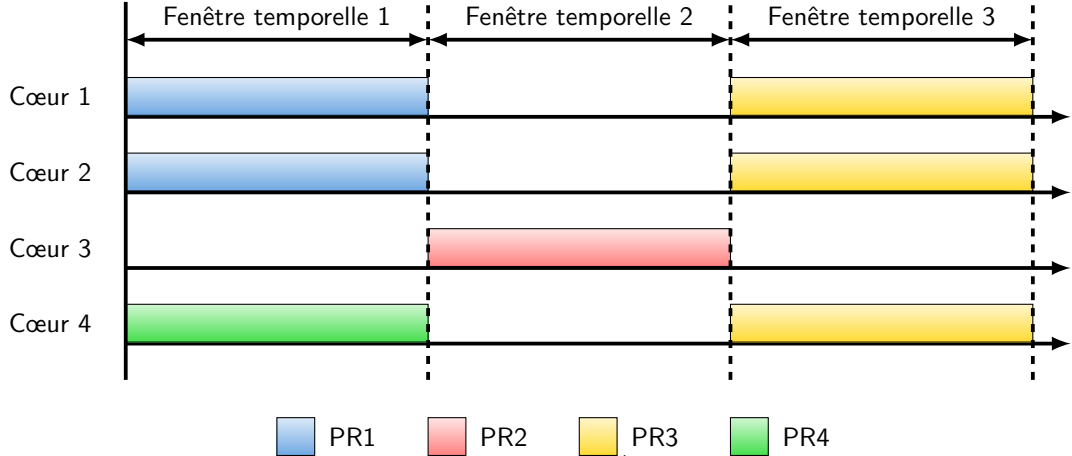 Fenêtre temporelle 1 Fenêtre temporelle 2 Fenêtre temporelle 3
Cœur 1
Cœur 2
Cœur 3
Cœur 4
PR1 PR2 PR3 PR4